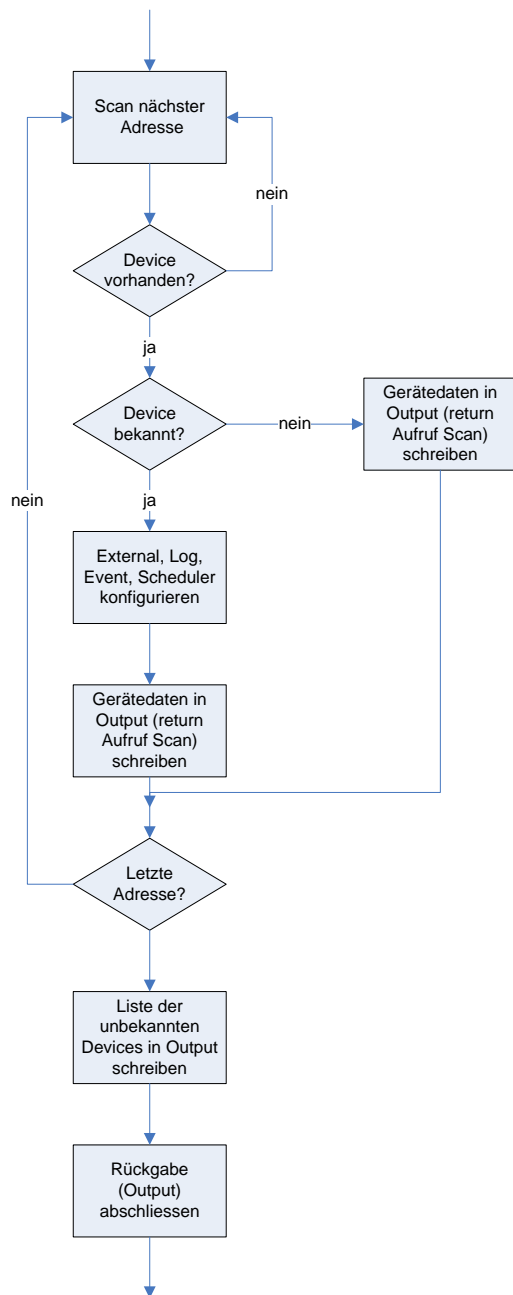 Scan nächster
Adresse
nein
Device
vorhanden?
ja
Device
bekannt?
nein
Gerätedaten in
Output (return
Aufruf Scan)
schreiben
nein
ja
External, Log,
Event, Scheduler
konfigurieren
Gerätedaten in
Output (return
Aufruf Scan)
schreiben
Letzte
Adresse?
Liste der
unbekannten
Devices in Output
schreiben
Rückgabe
(Output)
abschliessen